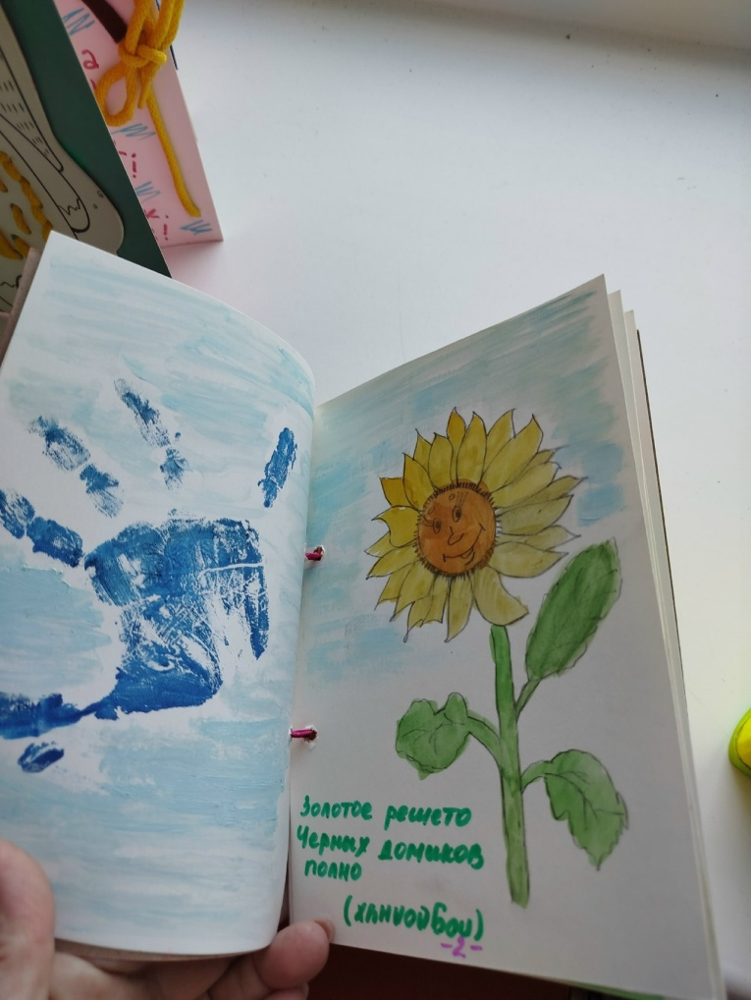 Золотое решето
Черных домиков
полно
(подсолнух)
-2-